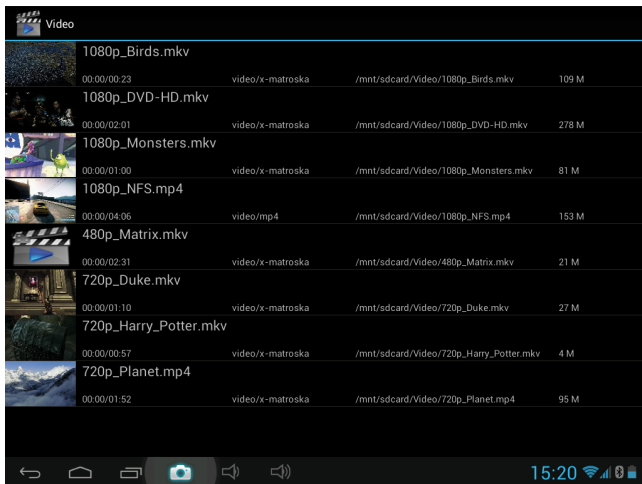 Video
1080p_Birds.mkv
00:00/00:23 video/x-matroska /mnt/sdcard/Video/1080p_Birds.mkv 109 M
1080p_DVD-HD.mkv
00:00/02:01 video/x-matroska /mnt/sdcard/Video/1080p_DVD-HD.mkv 278 M
1080p_Monsters.mkv
00:00/01:00 video/x-matroska /mnt/sdcard/Video/1080p_Monsters.mkv 81 M
1080p_NFS.mp4
00:00/04:06 video/mp4 /mnt/sdcard/Video/1080p_NFS.mp4 153 M
480p_Matrix.mkv
00:00/02:31 video/x-matroska /mnt/sdcard/Video/480p_Matrix.mkv 21 M
720p_Duke.mkv
00:00/01:10 video/x-matroska /mnt/sdcard/Video/720p_Duke.mkv 27 M
720p_Harry_Potter.mkv
00:00/00:57 video/x-matroska /mnt/sdcard/Video/720p_Harry_Potter.mkv 4 M
720p_Planet.mp4
00:00/01:52 video/x-matroska /mnt/sdcard/Video/720p_Planet.mp4 95 M
15:20